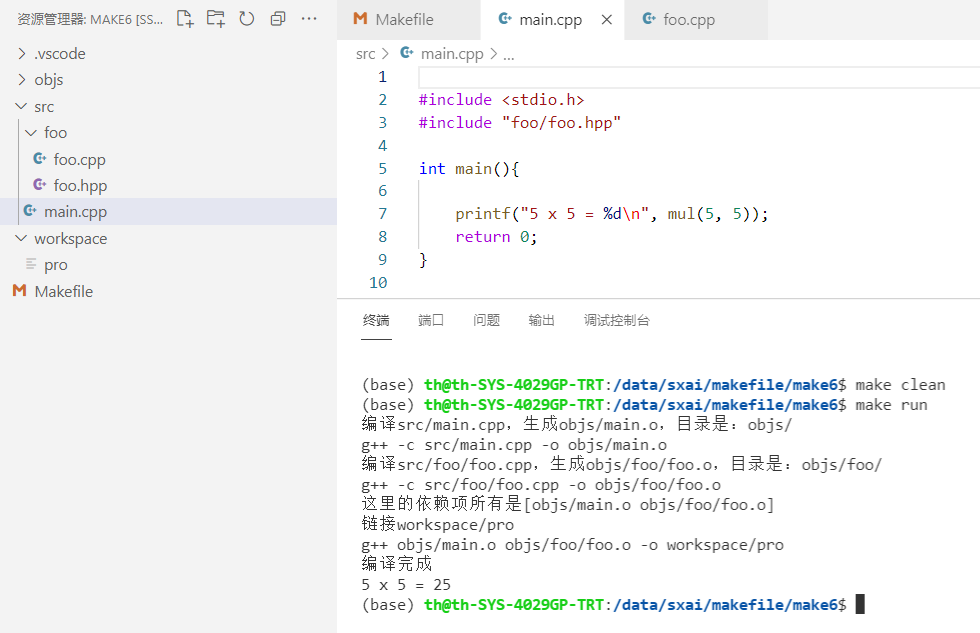 资源管理器: MAKE6 [SS...
.vscode
objs
src
foo
foo.cpp
foo.hpp
main.cpp
workspace
pro
Makefile
Makefile
main.cpp
foo.cpp
src > main.cpp > ...
1
2 #include <stdio.h>
3 #include "foo/foo.hpp"
4
5 int main(){
6
7 printf("5 x 5 = %d\n", mul(5, 5));
8 return 0;
9 }
10
终端 端口 问题 输出 调试控制台
(base) th@th-SYS-4029GP-TRT:/data/sxai/makefile/make6$ make clean
(base) th@th-SYS-4029GP-TRT:/data/sxai/makefile/make6$ make run
编译src/main.cpp，生成objs/main.o，目录是：objs/
g++ -c src/main.cpp -o objs/main.o
编译src/foo/foo.cpp，生成objs/foo/foo.o，目录是：objs/foo/
g++ -c src/foo/foo.cpp -o objs/foo/foo.o
这里的依赖项所有是[objs/main.o objs/foo/foo.o]
链接workspace/pro
g++ objs/main.o objs/foo/foo.o -o workspace/pro
编译完成
5 x 5 = 25
(base) th@th-SYS-4029GP-TRT:/data/sxai/makefile/make6$